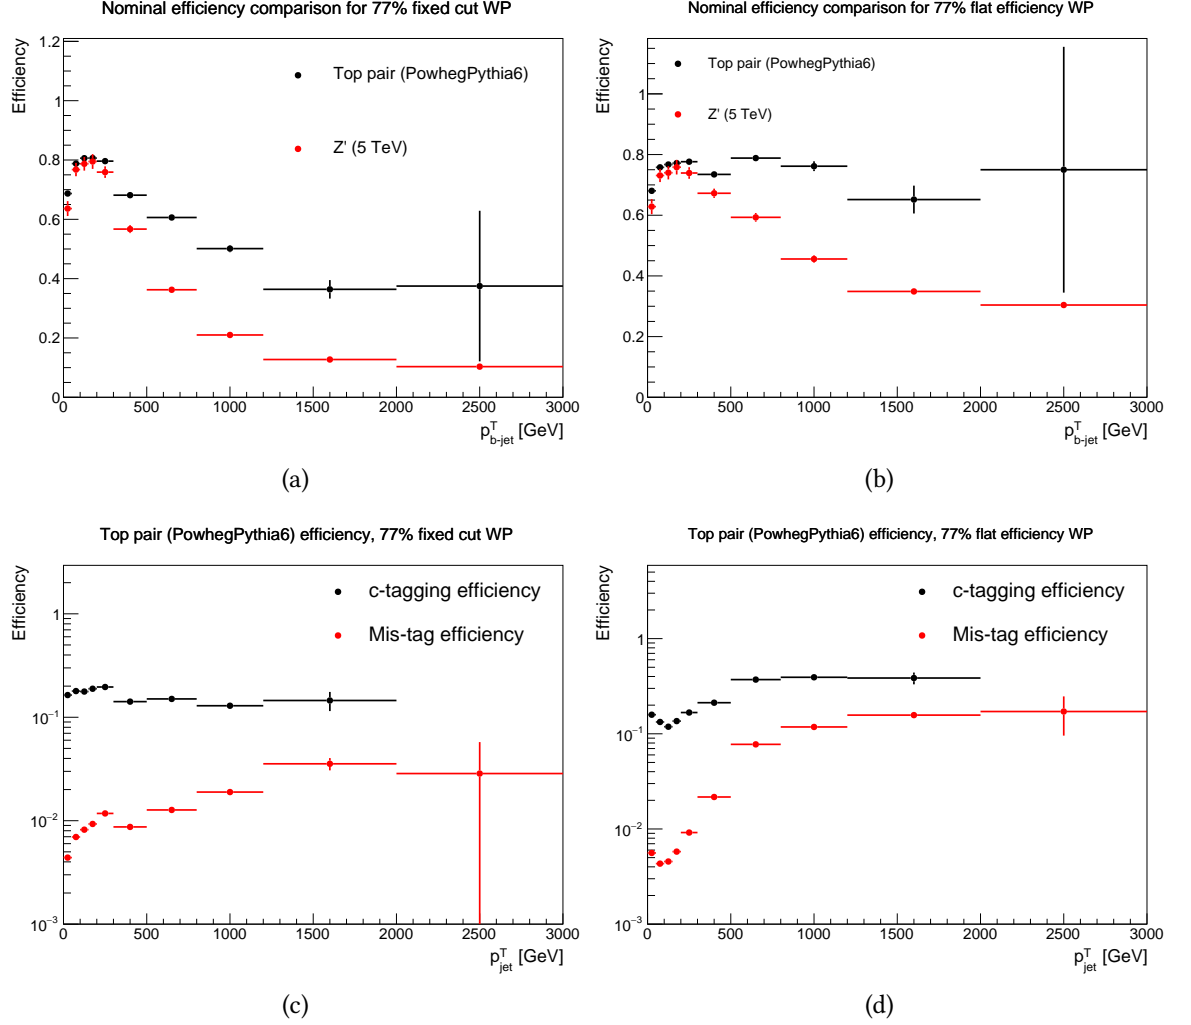 Nominal efficiency comparison for 77% fixed cut WP
Efficiency
1.2
1
0.8
0.6
0.4
0.2
0
Top pair (PowhegPythia6)
Z' (5 TeV)
0 500 1000 1500 2000 2500 3000
p^T_b-jet [GeV]
(a)
Nominal efficiency comparison for 77% flat efficiency WP
Efficiency
1
0.8
0.6
0.4
0.2
0
Top pair (PowhegPythia6)
Z' (5 TeV)
0 500 1000 1500 2000 2500 3000
p^T_b-jet [GeV]
(b)
Top pair (PowhegPythia6) efficiency, 77% fixed cut WP
Efficiency
1
10^-1
10^-2
10^-3
c-tagging efficiency
Mis-tag efficiency
0 500 1000 1500 2000 2500 3000
p^T_jet [GeV]
(c)
Top pair (PowhegPythia6) efficiency, 77% flat efficiency WP
Efficiency
1
10^-1
10^-2
10^-3
c-tagging efficiency
Mis-tag efficiency
0 500 1000 1500 2000 2500 3000
p^T_jet [GeV]
(d)